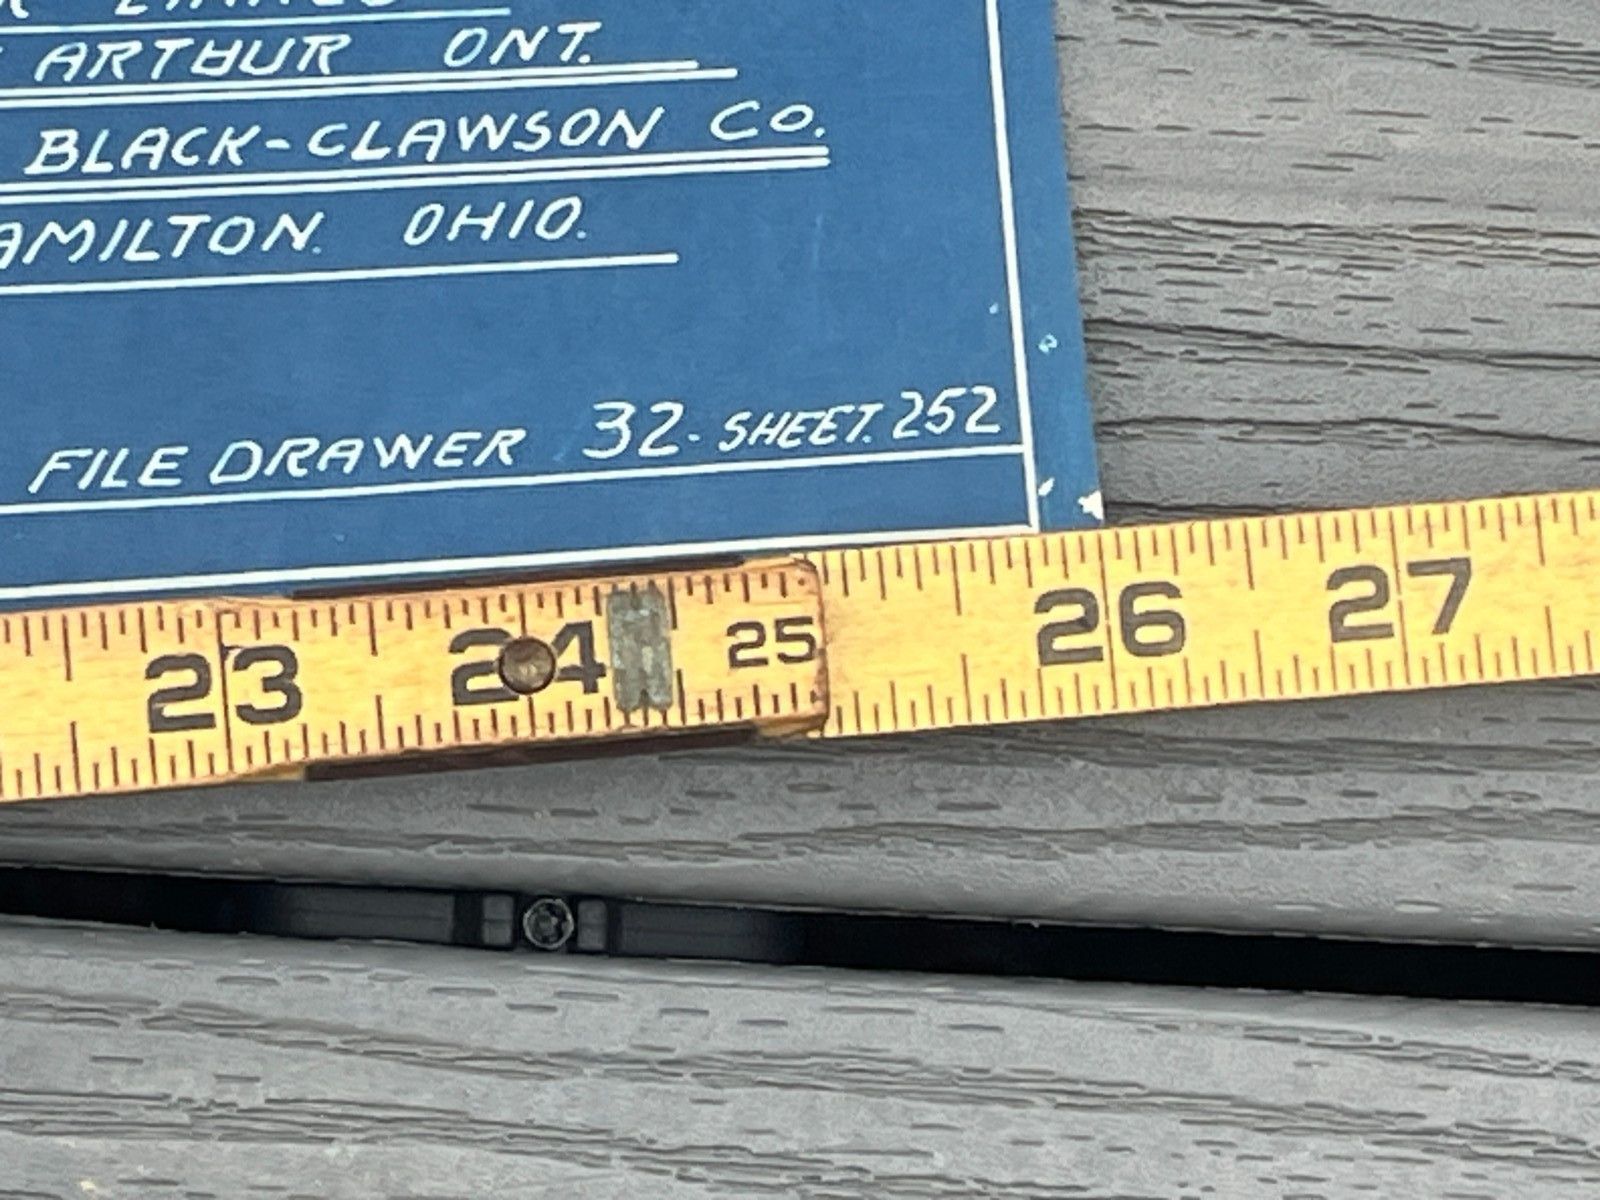 ARTHUR ONT.
BLACK-CLAWSON CO.
AMILTON. OHIO.
FILE DRAWER 32- SHEET. 252
23 24 25 26 27